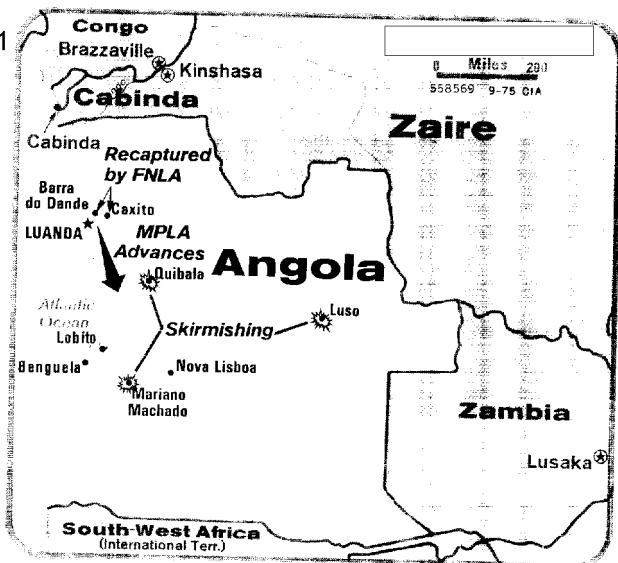 1
Congo
Brazzaville
Kinshasa
Cabinda
Cabinda
0 Miles 200
558569 9-75 CIA
Zaire
Recaptured
by FNLA
Barra
do Dande
Caxito
LUANDA
MPLA
Advances
Angola
Quibala
Atlantic
Ocean
Lobito
Skirmishing
Luso
Benguela
Nova Lisboa
Mariano
Machado
Zambia
Lusaka
South-West Africa
(International Terr.)